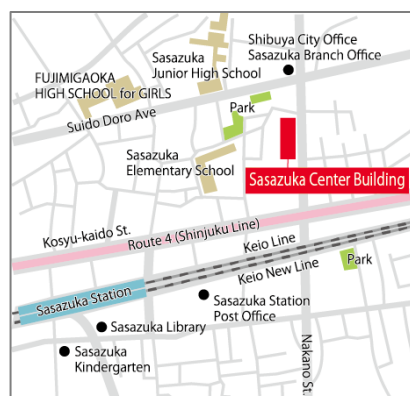 Shibuya City Office
Sasazuka Branch Office
Sasazuka
Junior High School
FUJIMIGAOKA
HIGH SCHOOL for GIRLS
Park
Suido Doro Ave
Sasazuka
Elementary School
Sasazuka Center Building
Kosyu-kaido St.
Route 4 (Shinjuku Line)
Keio Line
Keio New Line
Park
Sasazuka Station
Sasazuka Station
Post Office
Sasazuka Library
Sasazuka
Kindergarten
Nakano St.